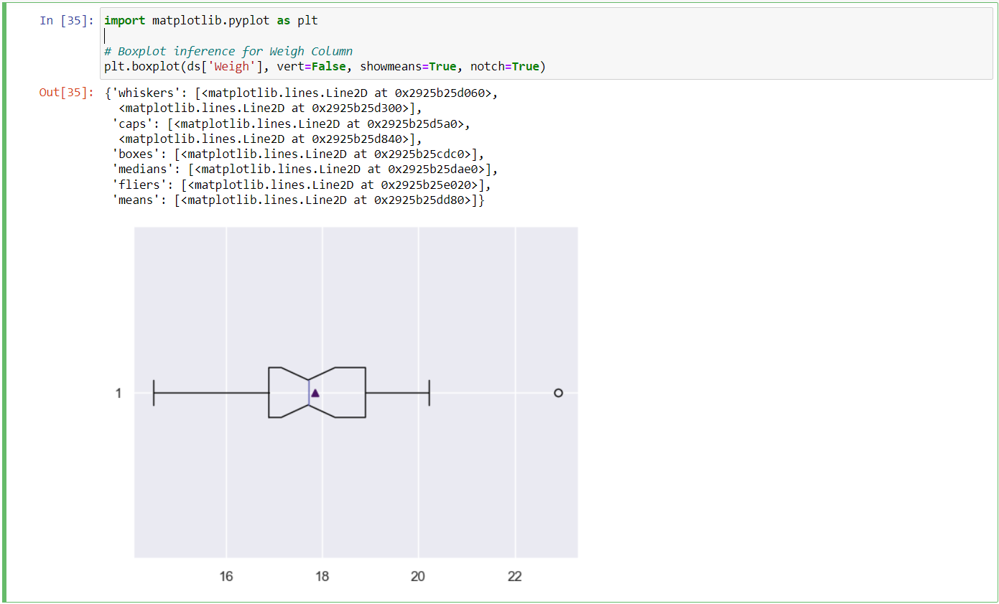 In [35]: import matplotlib.pyplot as plt
# Boxplot inference for Weigh Column
plt.boxplot(ds['Weigh'], vert=False, showmeans=True, notch=True)
Out[35]: {'whiskers': [<matplotlib.lines.Line2D at 0x2925b25d060>,
<matplotlib.lines.Line2D at 0x2925b25d300>],
'caps': [<matplotlib.lines.Line2D at 0x2925b25d5a0>,
<matplotlib.lines.Line2D at 0x2925b25d840>],
'boxes': [<matplotlib.lines.Line2D at 0x2925b25cdc0>],
'medians': [<matplotlib.lines.Line2D at 0x2925b25dae0>],
'fliers': [<matplotlib.lines.Line2D at 0x2925b25e020>],
'means': [<matplotlib.lines.Line2D at 0x2925b25dd80>]}
1
16 18 20 22